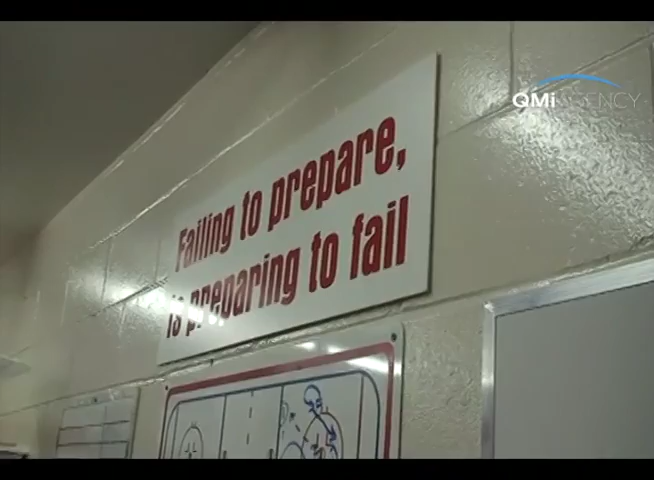 QMi AGENCY
Failing to prepare,
is preparing to fail